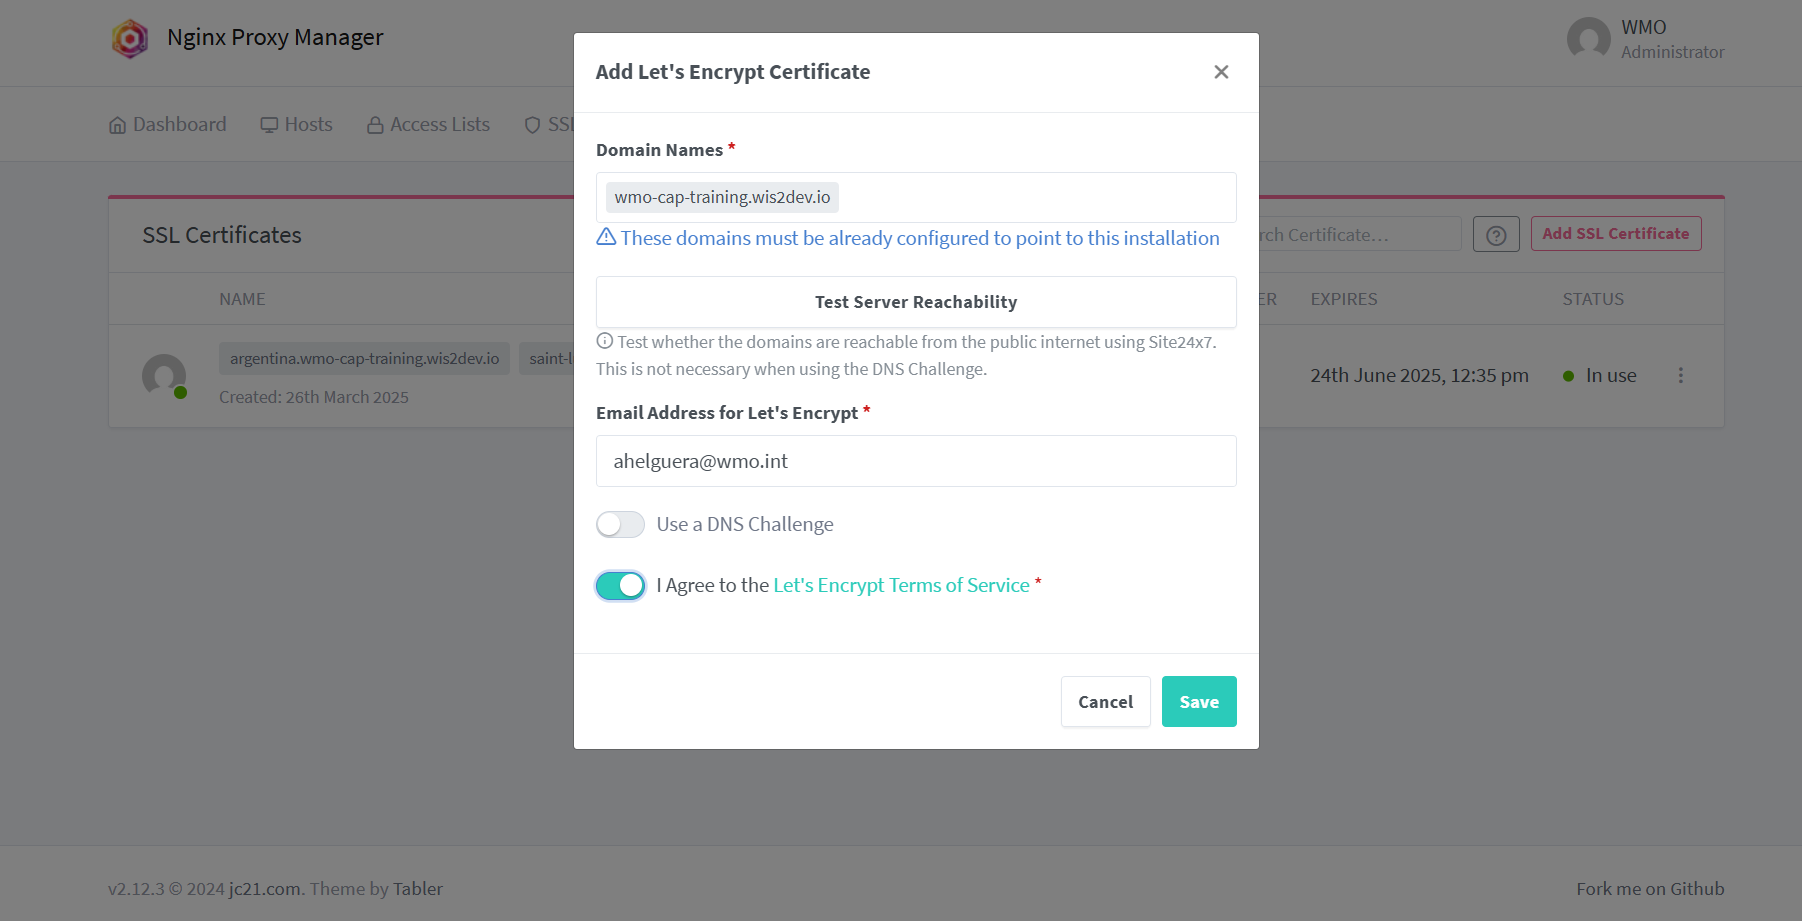 Nginx Proxy Manager
WMO
Administrator
Dashboard
Hosts
Access Lists
SSL
SSL Certificates
Search Certificate…
Add SSL Certificate
NAME
EXPIRES
STATUS
argentina.wmo-cap-training.wis2dev.io
saint-l
Created: 26th March 2025
24th June 2025, 12:35 pm
In use
Add Let's Encrypt Certificate
Domain Names *
wmo-cap-training.wis2dev.io
These domains must be already configured to point to this installation
Test Server Reachability
Test whether the domains are reachable from the public internet using Site24x7.
This is not necessary when using the DNS Challenge.
Email Address for Let's Encrypt *
ahelguera@wmo.int
Use a DNS Challenge
I Agree to the Let's Encrypt Terms of Service *
Cancel
Save
v2.12.3 © 2024 jc21.com. Theme by Tabler
Fork me on Github